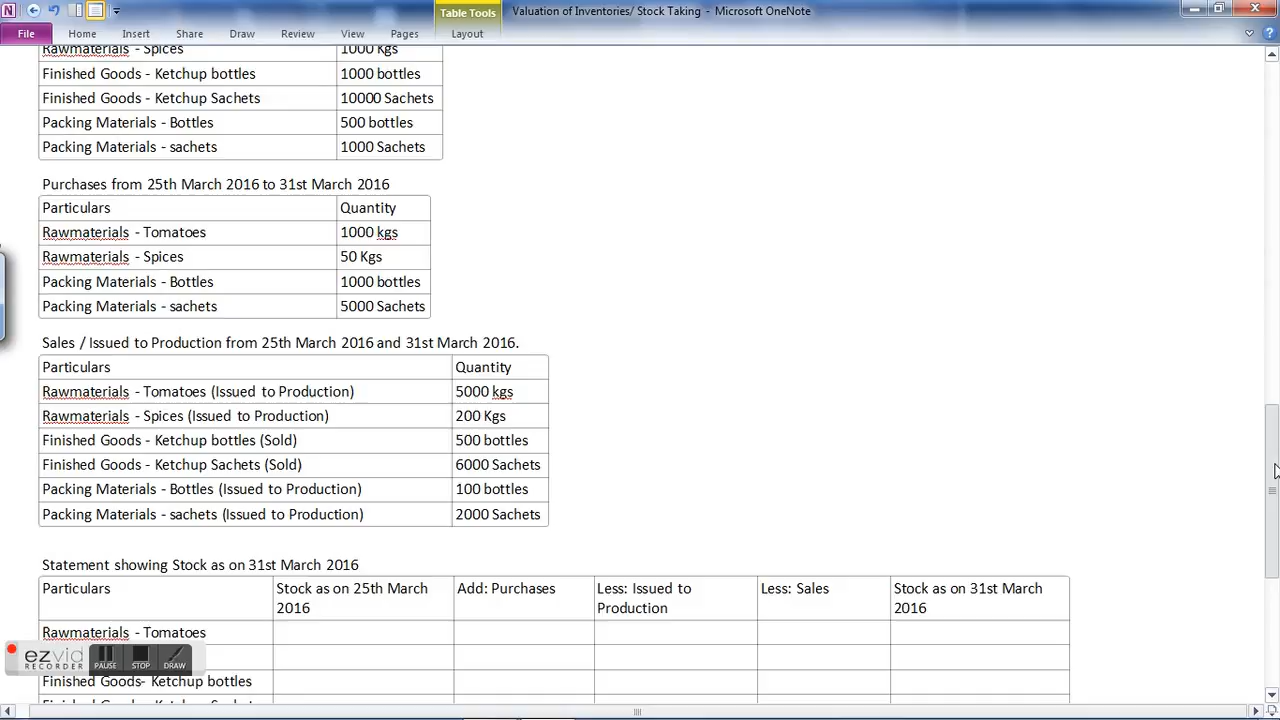 Table Tools
Valuation of Inventories/ Stock Taking - Microsoft OneNote
File Home Insert Share Draw Review View Pages Layout
Rawmaterials - Spices 1000 Kgs
Finished Goods - Ketchup bottles 1000 bottles
Finished Goods - Ketchup Sachets 10000 Sachets
Packing Materials - Bottles 500 bottles
Packing Materials - sachets 1000 Sachets
Purchases from 25th March 2016 to 31st March 2016
Particulars Quantity
Rawmaterials - Tomatoes 1000 kgs
Rawmaterials - Spices 50 Kgs
Packing Materials - Bottles 1000 bottles
Packing Materials - sachets 5000 Sachets
Sales / Issued to Production from 25th March 2016 and 31st March 2016.
Particulars Quantity
Rawmaterials - Tomatoes (Issued to Production) 5000 kgs
Rawmaterials - Spices (Issued to Production) 200 Kgs
Finished Goods - Ketchup bottles (Sold) 500 bottles
Finished Goods - Ketchup Sachets (Sold) 6000 Sachets
Packing Materials - Bottles (Issued to Production) 100 bottles
Packing Materials - sachets (Issued to Production) 2000 Sachets
Statement showing Stock as on 31st March 2016
Particulars Stock as on 25th March 2016 Add: Purchases Less: Issued to Production Less: Sales Stock as on 31st March 2016
Rawmaterials - Tomatoes
ezvid RECORDER PAUSE STOP DRAW
Finished Goods- Ketchup bottles